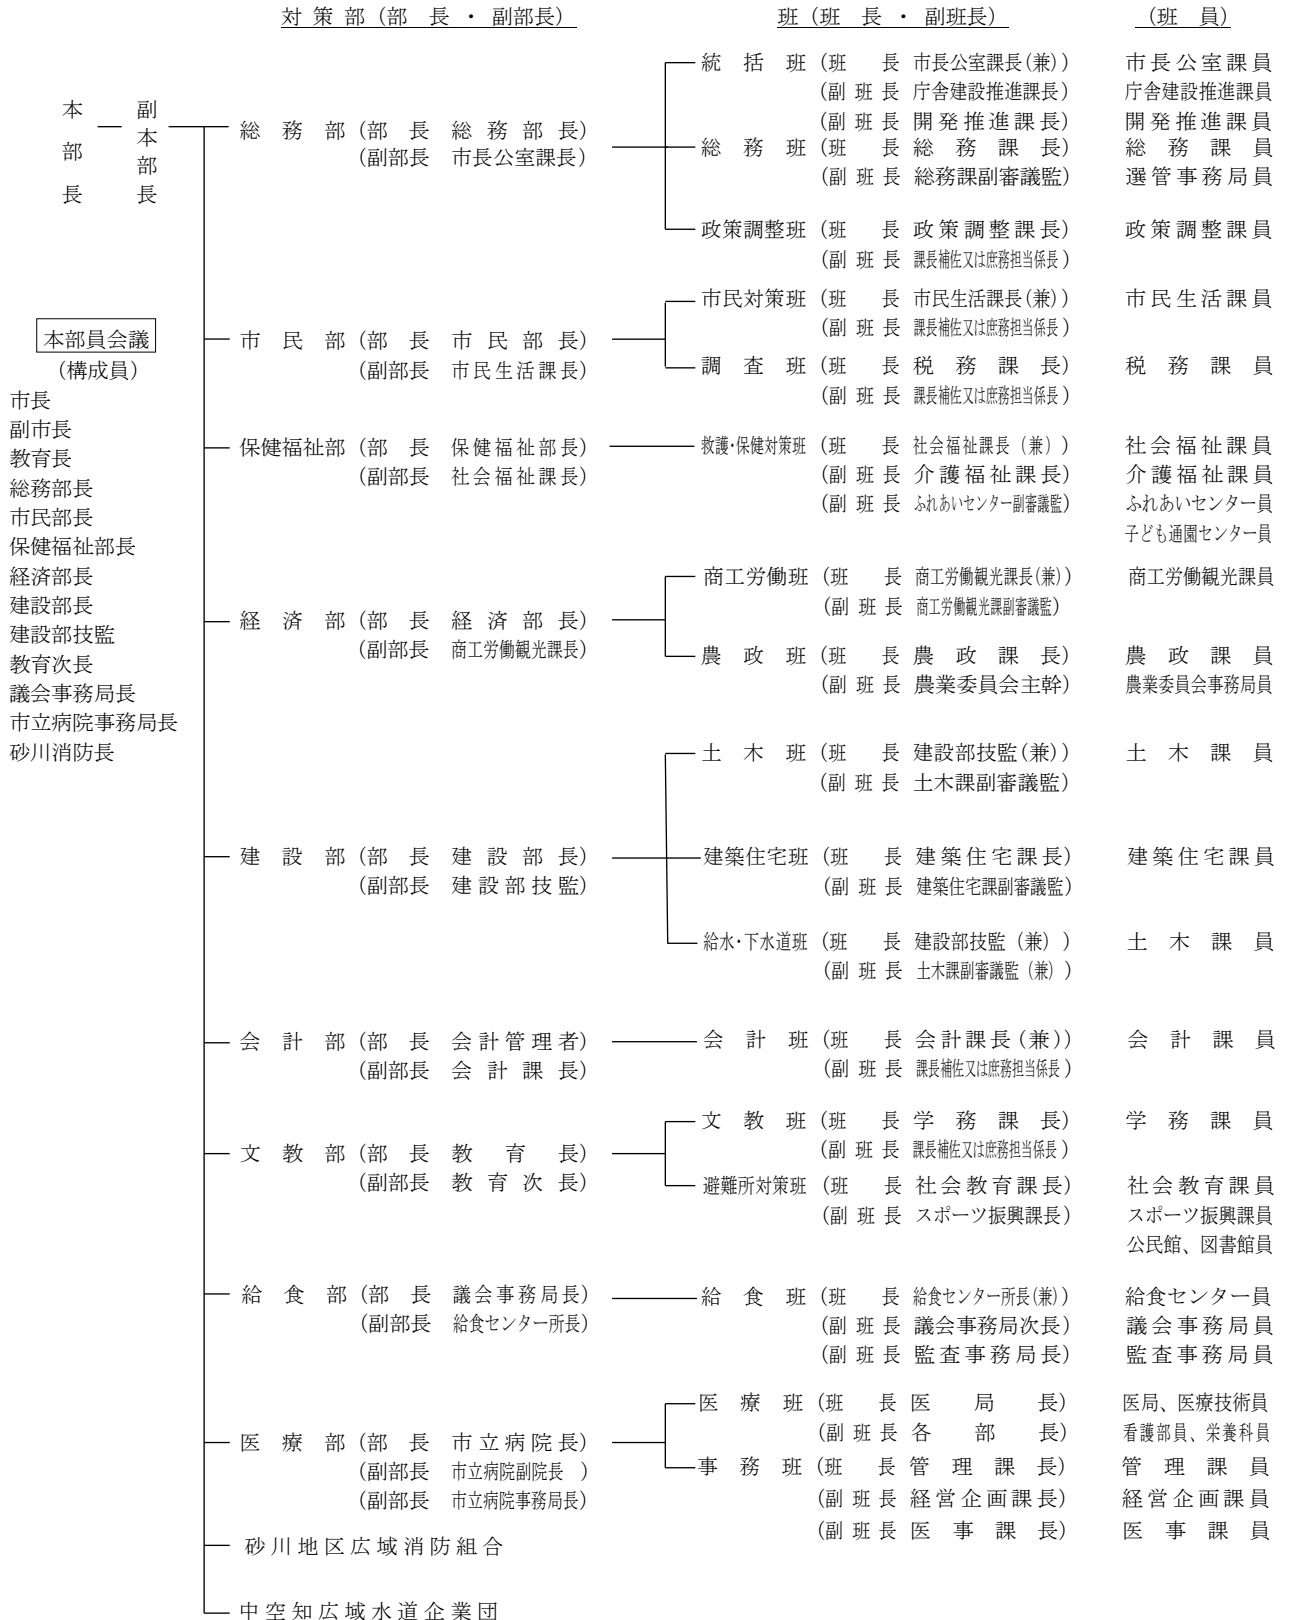 対策部（部長・副部長） 班（班長・副班長） （班員）
本部長 副本部長
統括班（班長 市長公室課長(兼)） 市長公室課員
（副班長 庁舎建設推進課長） 庁舎建設推進課員
（副班長 開発推進課長） 開発推進課員
総務部（部長 総務部長）
（副部長 市長公室課長）
総務班（班長 総務課長） 総務課員
（副班長 総務課副審議監） 選管事務局員
政策調整班（班長 政策調整課長） 政策調整課員
（副班長 課長補佐又は庶務担当係長）
市民対策班（班長 市民生活課長(兼)） 市民生活課員
（副班長 課長補佐又は庶務担当係長）
市民部（部長 市民部長）
（副部長 市民生活課長）
調査班（班長 税務課長） 税務課員
（副班長 課長補佐又は庶務担当係長）
本部員会議
（構成員）
市長
副市長
教育長
総務部長
市民部長
保健福祉部長
経済部長
建設部長
建設部技監
教育次長
議会事務局長
市立病院事務局長
砂川消防長
保健福祉部（部長 保健福祉部長） 救護・保健対策班（班長 社会福祉課長（兼）） 社会福祉課員
（副部長 社会福祉課長） （副班長 介護福祉課長） 介護福祉課員
（副班長 ふれあいセンター副審議監） ふれあいセンター員
子ども通園センター員
商工労働班（班長 商工労働観光課長(兼)） 商工労働観光課員
（副班長 商工労働観光課副審議監）
経済部（部長 経済部長）
（副部長 商工労働観光課長）
農政班（班長 農政課長） 農政課員
（副班長 農業委員会主幹） 農業委員会事務局員
土木班（班長 建設部技監(兼)） 土木課員
（副班長 土木課副審議監）
建設部（部長 建設部長） 建築住宅班（班長 建築住宅課長） 建築住宅課員
（副部長 建設部技監） （副班長 建築住宅課副審議監）
給水・下水道班（班長 建設部技監（兼）） 土木課員
（副班長 土木課副審議監（兼））
会計部（部長 会計管理者） 会計班（班長 会計課長(兼)） 会計課員
（副部長 会計課長） （副班長 課長補佐又は庶務担当係長）
文教班（班長 学務課長） 学務課員
（副班長 課長補佐又は庶務担当係長）
文教部（部長 教育長）
（副部長 教育次長）
避難所対策班（班長 社会教育課長） 社会教育課員
（副班長 スポーツ振興課長） スポーツ振興課員
公民館、図書館員
給食部（部長 議会事務局長） 給食班（班長 給食センター所長(兼)） 給食センター員
（副部長 給食センター所長） （副班長 議会事務局次長） 議会事務局員
（副班長 監査事務局長） 監査事務局員
医療班（班長 医局長） 医局、医療技術員
（副班長 各部長） 看護部員、栄養科員
医療部（部長 市立病院長）
（副部長 市立病院副院長）
（副部長 市立病院事務局長）
事務班（班長 管理課長） 管理課員
（副班長 経営企画課長） 経営企画課員
（副班長 医事課長） 医事課員
砂川地区広域消防組合
中空知広域水道企業団